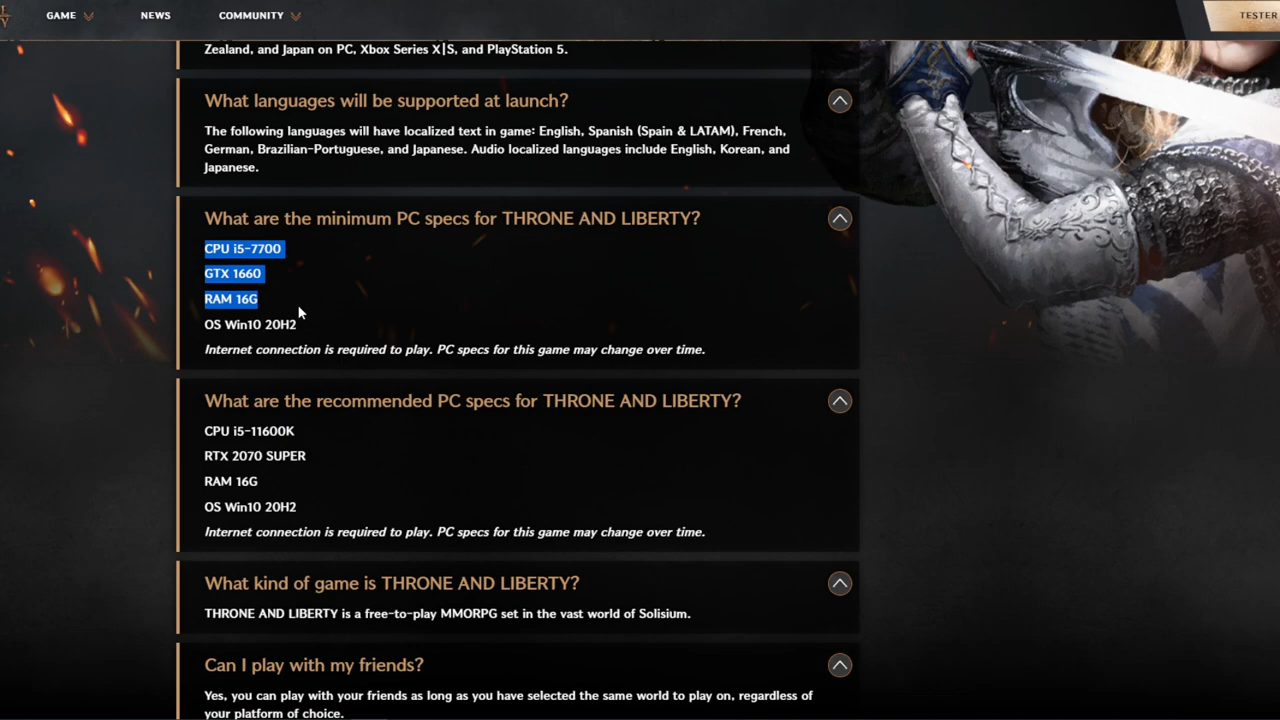 GAME
NEWS
COMMUNITY
TESTER
Zealand, and Japan on PC, Xbox Series X|S, and PlayStation 5.
What languages will be supported at launch?
The following languages will have localized text in game: English, Spanish (Spain & LATAM), French,
German, Brazilian-Portuguese, and Japanese. Audio localized languages include English, Korean, and
Japanese.
What are the minimum PC specs for THRONE AND LIBERTY?
CPU i5-7700
GTX 1660
RAM 16G
OS Win10 20H2
Internet connection is required to play. PC specs for this game may change over time.
What are the recommended PC specs for THRONE AND LIBERTY?
CPU i5-11600K
RTX 2070 SUPER
RAM 16G
OS Win10 20H2
Internet connection is required to play. PC specs for this game may change over time.
What kind of game is THRONE AND LIBERTY?
THRONE AND LIBERTY is a free-to-play MMORPG set in the vast world of Solisium.
Can I play with my friends?
Yes, you can play with your friends as long as you have selected the same world to play on, regardless of
your platform of choice.